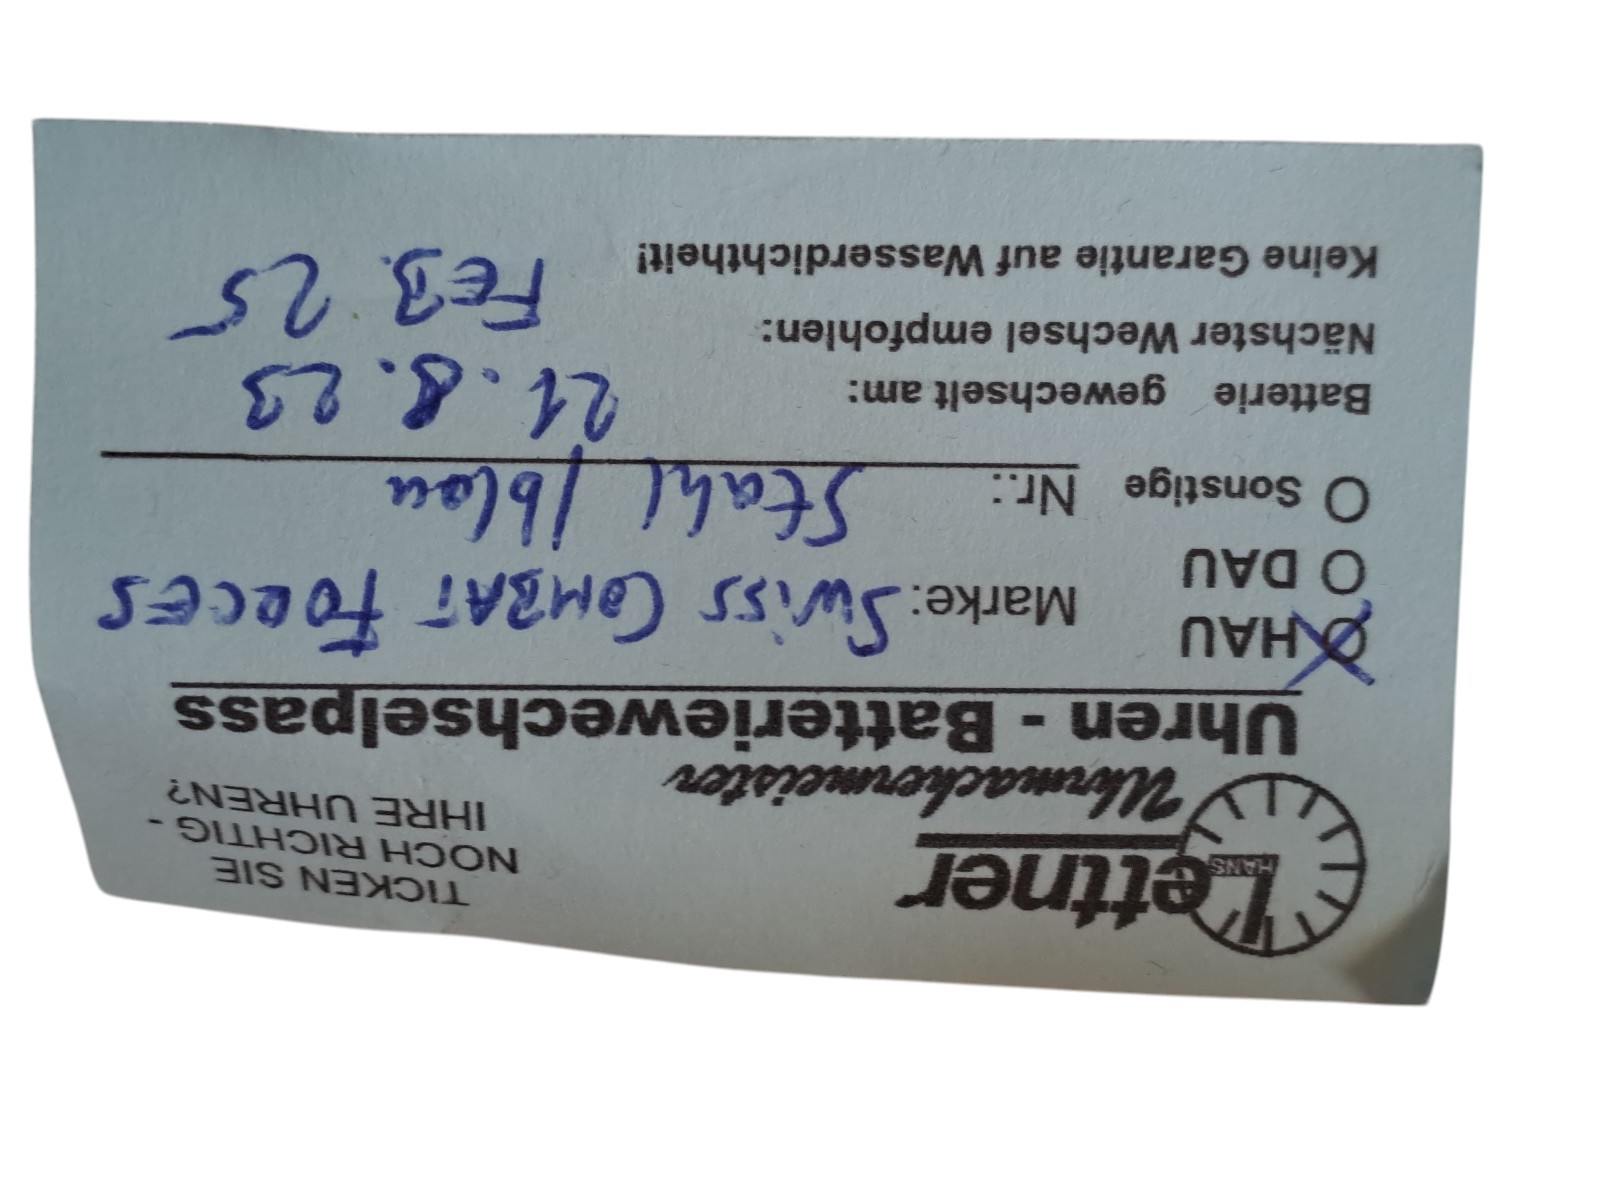 Lettner
HANS
Uhrmachermeister
TICKEN SIE
NOCH RICHTIG -
IHRE UHREN?
Uhren - Batteriewechselpass
HAU Marke: SWISS COMBAT FORCES
DAU
Sonstige Nr.: Stahl / blau
Batterie gewechselt am: 21. 8. 23
Nächster Wechsel empfohlen: FEB. 25
Keine Garantie auf Wasserdichtheit!